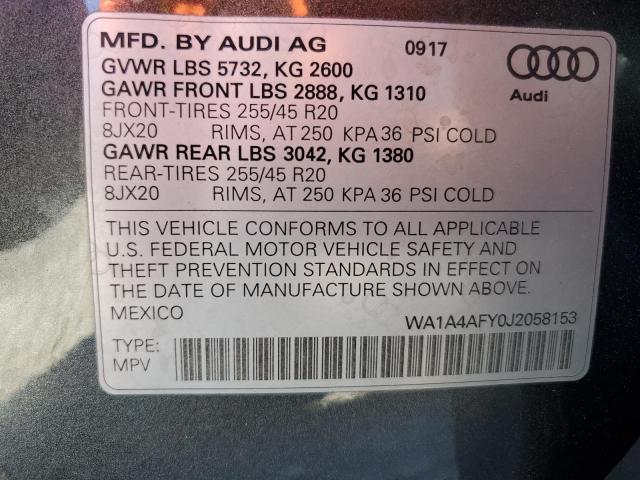 MFD. BY AUDI AG 0917
GVWR LBS 5732, KG 2600
GAWR FRONT LBS 2888, KG 1310
Audi
FRONT-TIRES 255/45 R20
8JX20 RIMS, AT 250 KPA 36 PSI COLD
GAWR REAR LBS 3042, KG 1380
REAR-TIRES 255/45 R20
8JX20 RIMS, AT 250 KPA 36 PSI COLD
THIS VEHICLE CONFORMS TO ALL APPLICABLE
U.S. FEDERAL MOTOR VEHICLE SAFETY AND
THEFT PREVENTION STANDARDS IN EFFECT ON
THE DATE OF MANUFACTURE SHOWN ABOVE.
MEXICO WA1A4AFY0J2058153
TYPE:
MPV